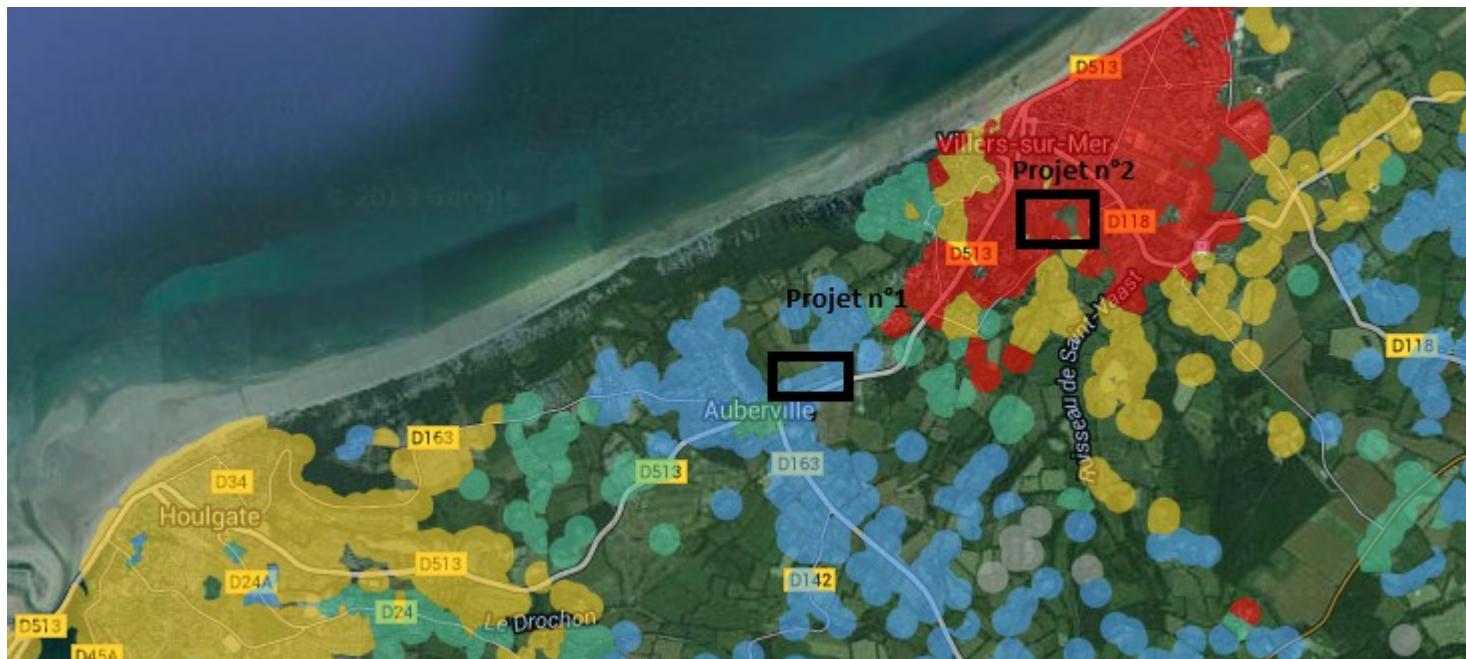 D513
Villers-sur-Mer
Projet n°2
D118
D513
Projet n°1
Ruisseau de Saint-Vaast
D118
Auberville
D163
D513
D163
D34
Houlgate
D513
D24A
D142
D24
Le Drochon
D513
D45A
© 2013 Google